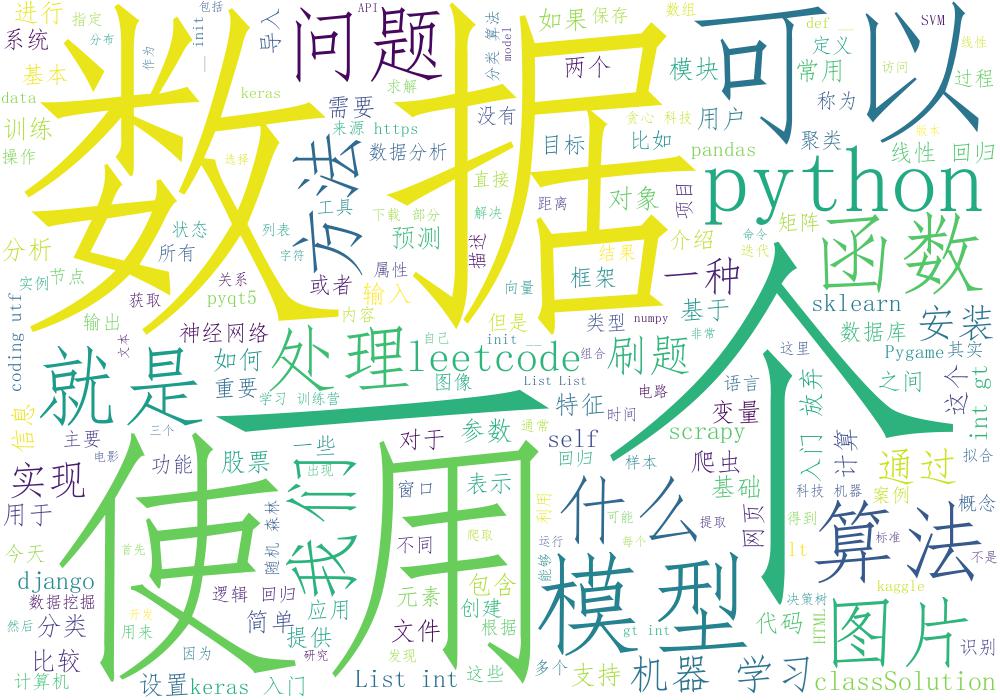 数据
一个
使用
可以
python
问题
就是
模型
什么
算法
函数
图片
处理
方法
我们
leetcode
刷题
机器 学习
一种
实现
安装
通过
classSolution
进行
包括
指定
分布
系统
基本
data
训练
操作
作为
__ init
导入
API
求解
keras
需要
来源 https
数据分析
选择
分类 算法
model
如果
保存
数组
两个
没有
目标
比如
模块
常用
def
定义
SVM
线性
访问
过程
称为
用户
贪心 科技
版本
聚类
线性 回归
pandas
直接
对象
项目
矩阵
介绍
命令
迭代
距离
解决
下载
部分
工具
预测
描述
结果
框架
向量
属性
状态
所有
列表
字符
分析
实例
节点
获取
关系
pyqt5
或者
输入
内容
但是
类型
numpy
基于
非常
sklearn
数据库
Pygame
其实
这个
int gt
输出
文本
神经网络
coding utf
如何
重要
自己
init __
组合
List List
图像
学习 训练营
特征
时间
电路
语言
这里
放弃
之间
变量
入门
计算
信息
主要
三个
电影
功能
股票
一些
出现
对于
参数
通常
self
回归
样本
scrapy
爬虫
基础
网页
科技 机器
得到
案例
拟合
概念
不是
标准
用于
今天
首先
django
随机 森林
窗口
表示
不同
爬取
利用
可能
运行
每个
提取
能够
lt
kaggle
决策树
HTML
代码
识别
数据挖掘
逻辑 回归
然后
分类
开发
用来
简单
应用
提供
元素
包含
创建
文件
根据
gt int
比较
计算机
因为
研究
发现
设置
keras 入门
List int
这些
多个
支持